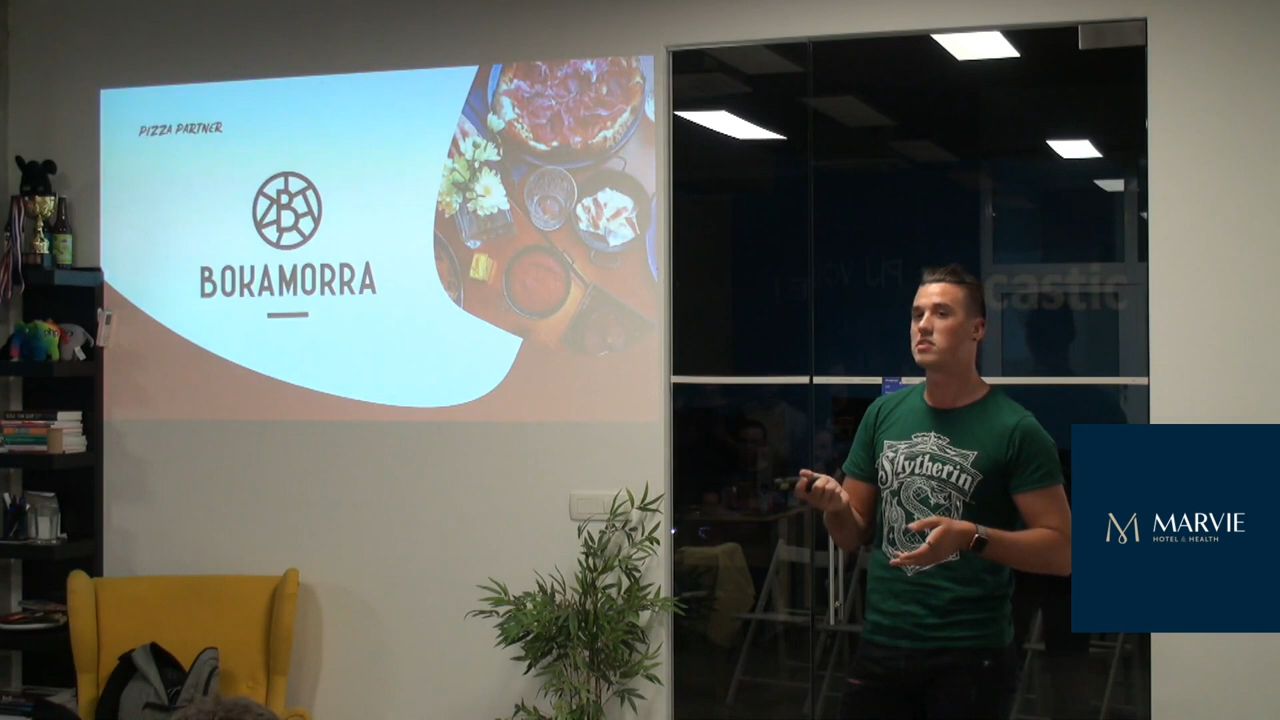 PIZZA PARTNER
BOKAMORRA
castic
Slytherin
MARVIE
HOTEL & HEALTH